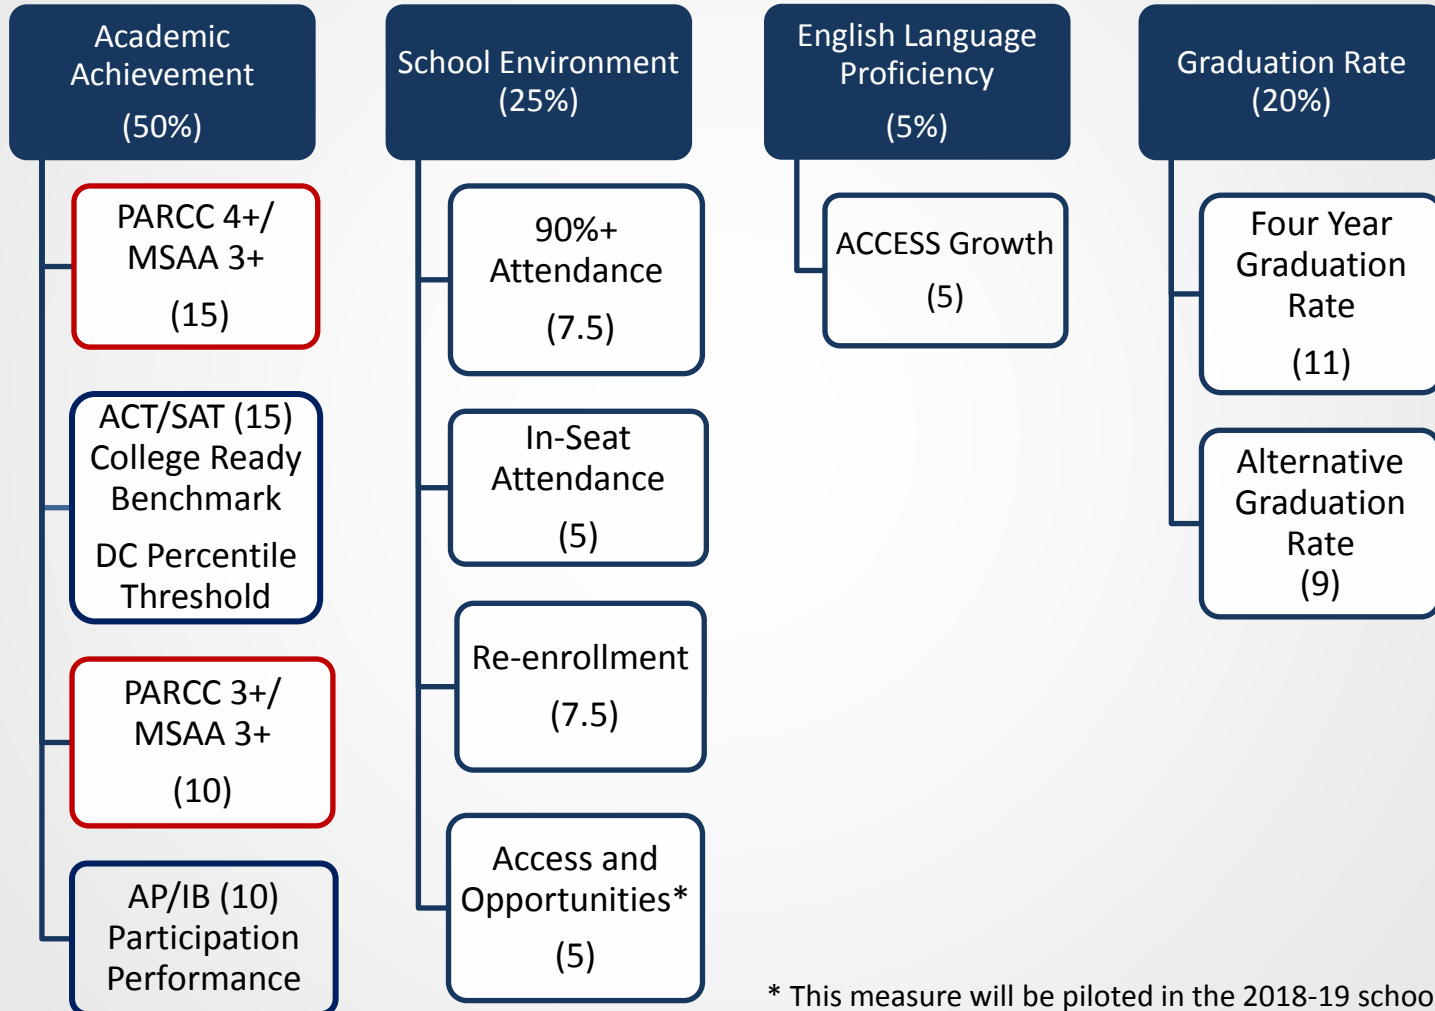 Academic
Achievement
(50%)
PARCC 4+/
MSAA 3+
(15)
ACT/SAT (15)
College Ready
Benchmark
DC Percentile
Threshold
PARCC 3+/
MSAA 3+
(10)
AP/IB (10)
Participation
Performance
School Environment
(25%)
90%+
Attendance
(7.5)
In-Seat
Attendance
(5)
Re-enrollment
(7.5)
Access and
Opportunities*
(5)
English Language
Proficiency
(5%)
ACCESS Growth
(5)
Graduation Rate
(20%)
Four Year
Graduation
Rate
(11)
Alternative
Graduation
Rate
(9)
* This measure will be piloted in the 2018-19 school